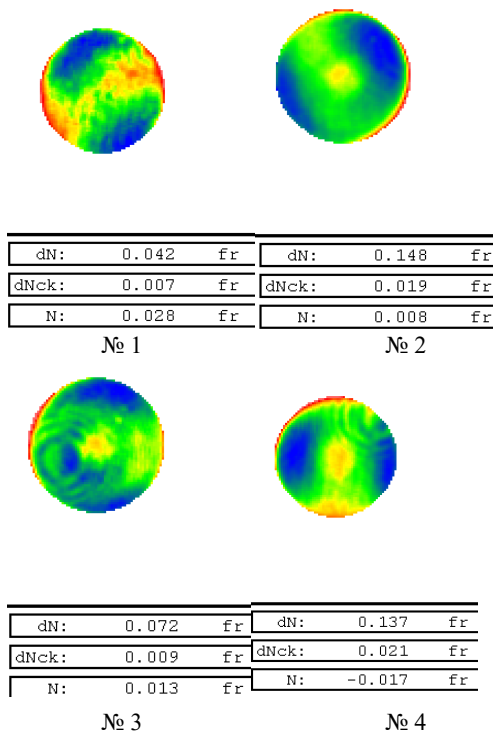 dN: 0.042 fr
dNck: 0.007 fr
N: 0.028 fr
№ 1
dN: 0.148 fr
dNck: 0.019 fr
N: 0.008 fr
№ 2
dN: 0.072 fr
dNck: 0.009 fr
N: 0.013 fr
№ 3
dN: 0.137 fr
dNck: 0.021 fr
N: -0.017 fr
№ 4